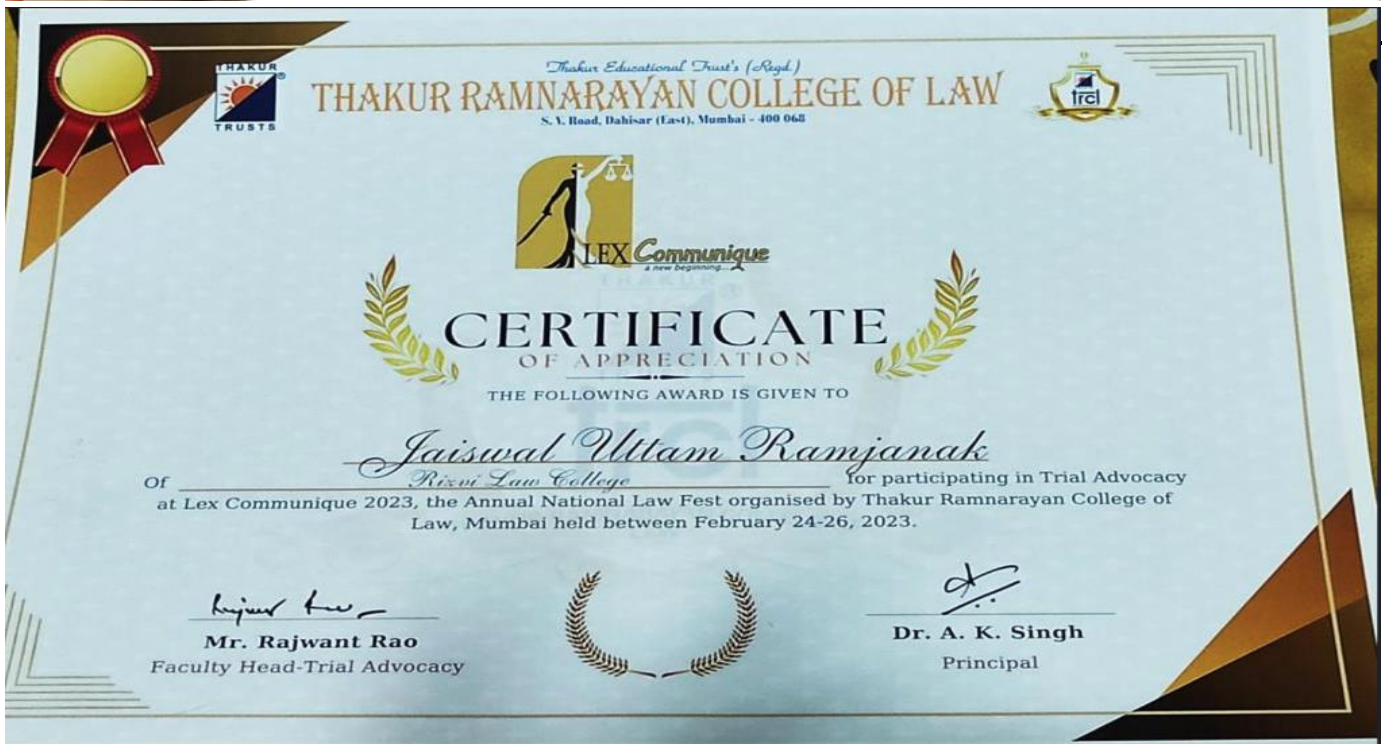 THAKUR
TRUSTS
Thakur Educational Trust's (Regd.)
THAKUR RAMNARAYAN COLLEGE OF LAW
S. V. Road, Dahisar (East), Mumbai - 400 068
trcl
LEX Communique
a new beginning...
CERTIFICATE
OF APPRECIATION
THE FOLLOWING AWARD IS GIVEN TO
Jaiswal Uttam Ramjanak
Of Rizvi Law College for participating in Trial Advocacy
at Lex Communique 2023, the Annual National Law Fest organised by Thakur Ramnarayan College of
Law, Mumbai held between February 24-26, 2023.
Mr. Rajwant Rao
Faculty Head-Trial Advocacy
Dr. A. K. Singh
Principal